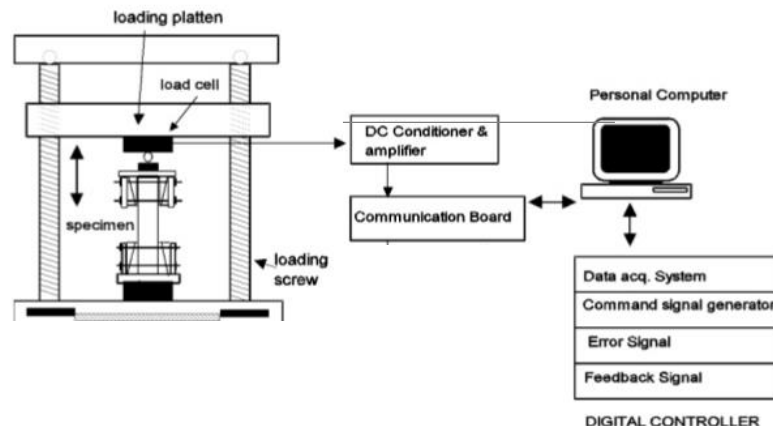 loading platten
load cell
specimen
loading
screw
DC Conditioner &
amplifier
Communication Board
Personal Computer
Data acq. System
Command signal generator
Error Signal
Feedback Signal
DIGITAL CONTROLLER